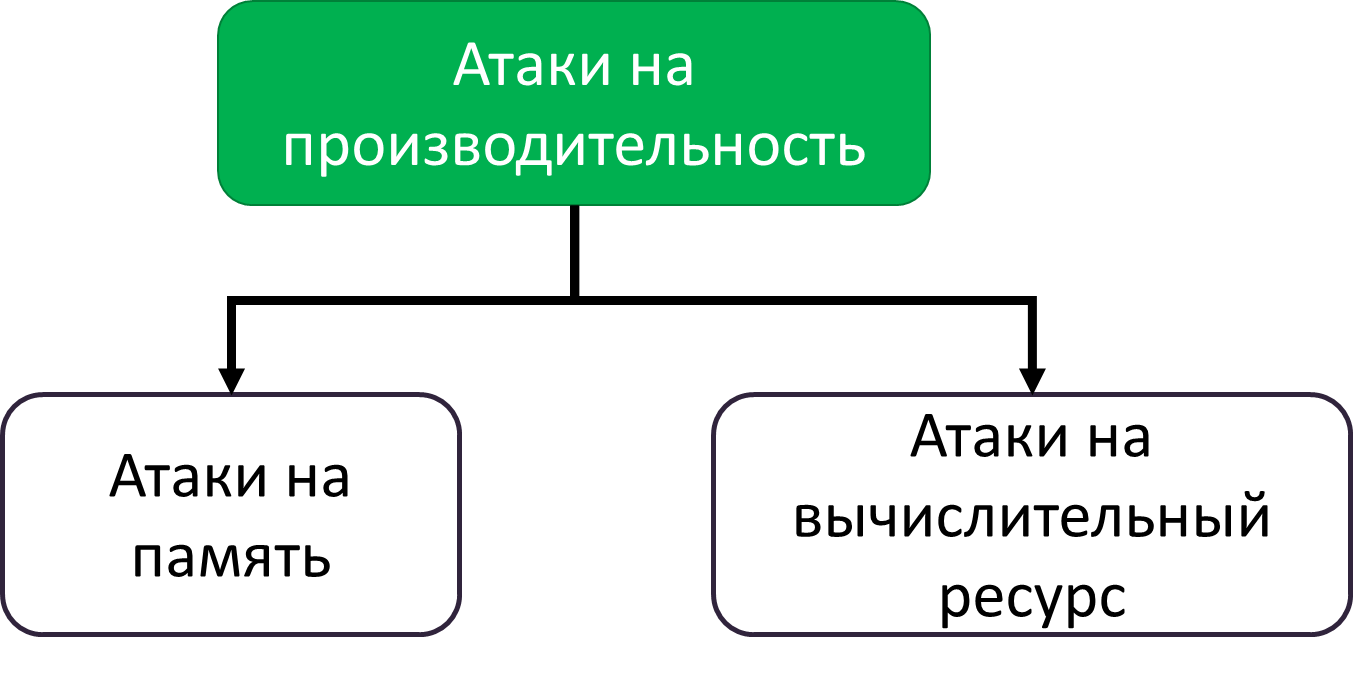 Атаки на
производительность
Атаки на
память
Атаки на
вычислительный
ресурс